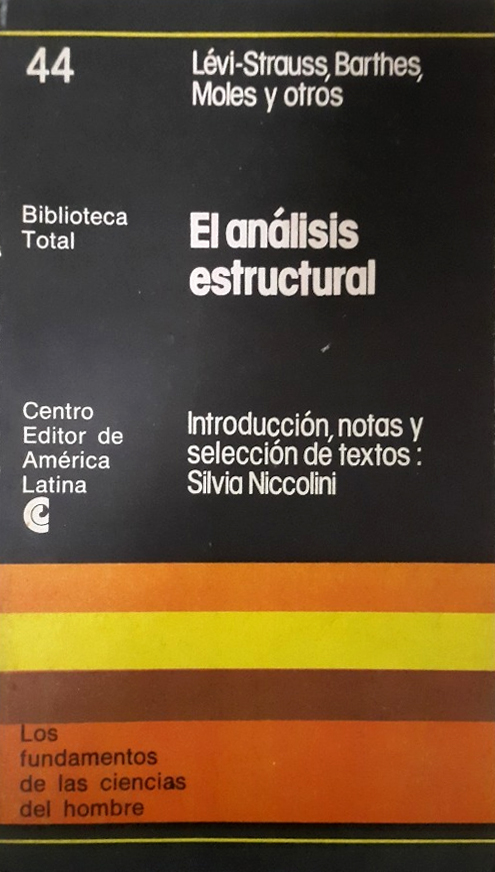 44
Lévi-Strauss, Barthes,
Moles y otros
Biblioteca
Total
El análisis
estructural
Centro
Editor de
América
Latina
Introducción, notas y
selección de textos:
Silvia Niccolini
Los
fundamentos
de las ciencias
del hombre